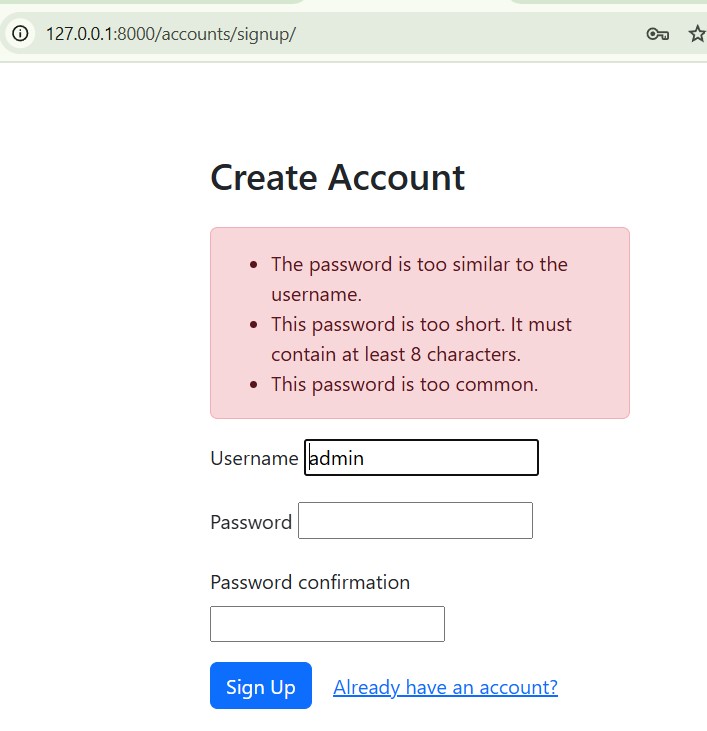 127.0.0.1:8000/accounts/signup/
Create Account
The password is too similar to the
username.
This password is too short. It must
contain at least 8 characters.
This password is too common.
Username admin
Password
Password confirmation
Sign Up Already have an account?